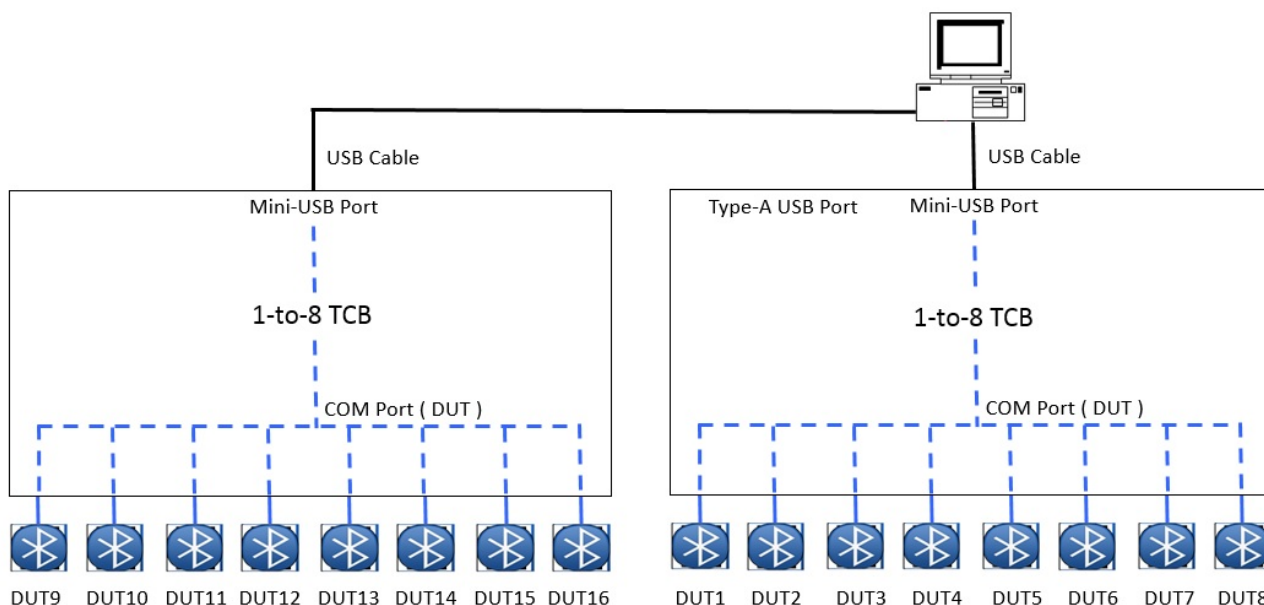 USB Cable
USB Cable
Mini-USB Port
Type-A USB Port
Mini-USB Port
1-to-8 TCB
1-to-8 TCB
COM Port ( DUT )
COM Port ( DUT )
DUT9 DUT10 DUT11 DUT12 DUT13 DUT14 DUT15 DUT16
DUT1 DUT2 DUT3 DUT4 DUT5 DUT6 DUT7 DUT8